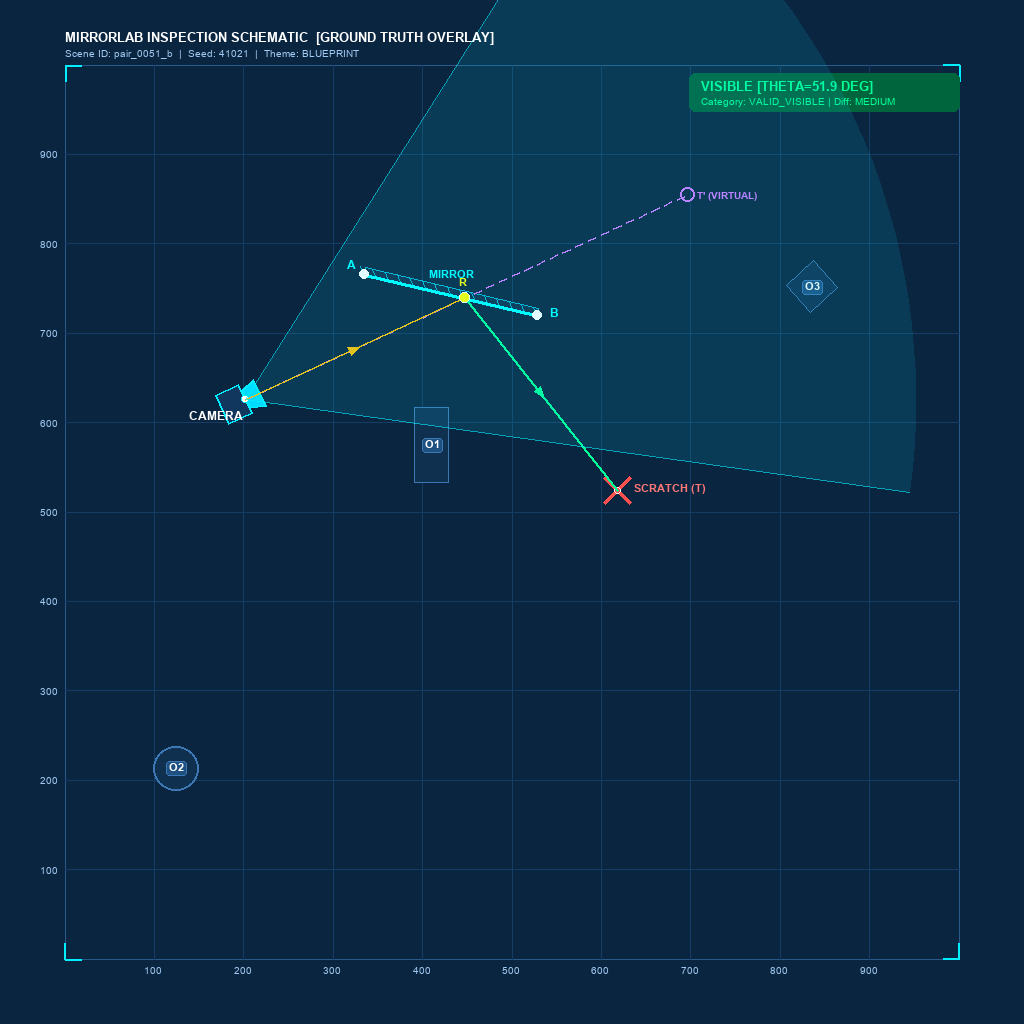 MIRRORLAB INSPECTION SCHEMATIC [GROUND TRUTH OVERLAY]
Scene ID: pair_0051_b | Seed: 41021 | Theme: BLUEPRINT
VISIBLE [THETA=51.9 DEG]
Category: VALID_VISIBLE | Diff: MEDIUM
900
T' (VIRTUAL)
800
A
MIRROR
R
O3
B
700
CAMERA
600
O1
SCRATCH (T)
500
400
300
O2
200
100
100 200 300 400 500 600 700 800 900